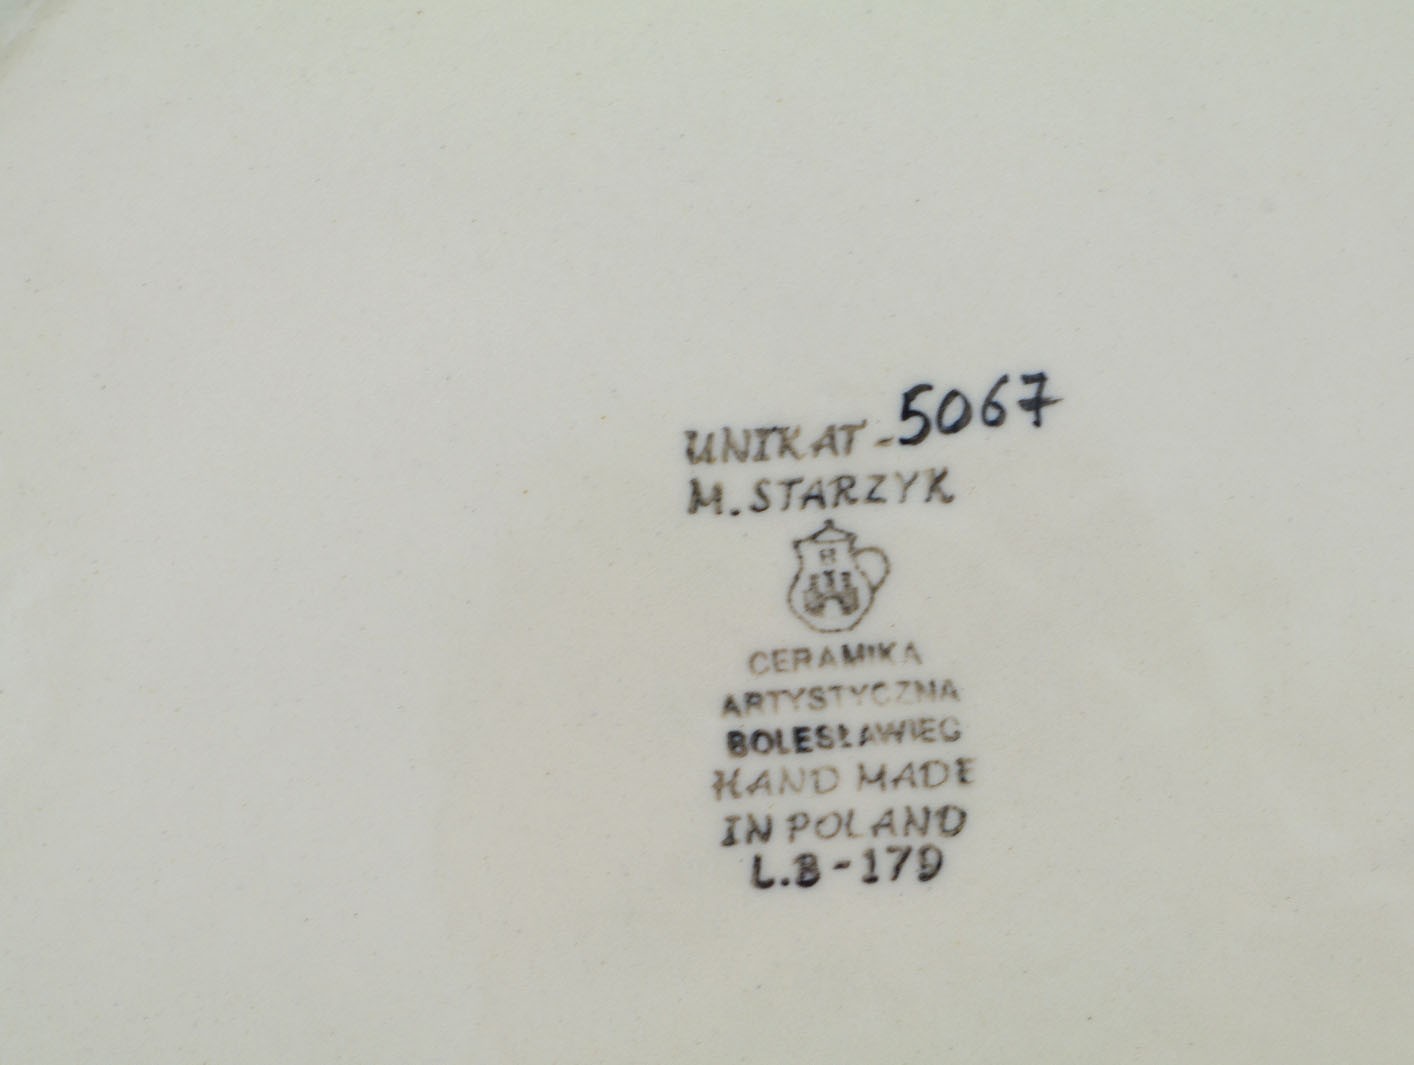 UNIKAT-5067
M.STARZYK
CERAMIKA
ARTYSTYCZNA
BOLESŁAWIEC
HAND MADE
IN POLAND
L.B-179